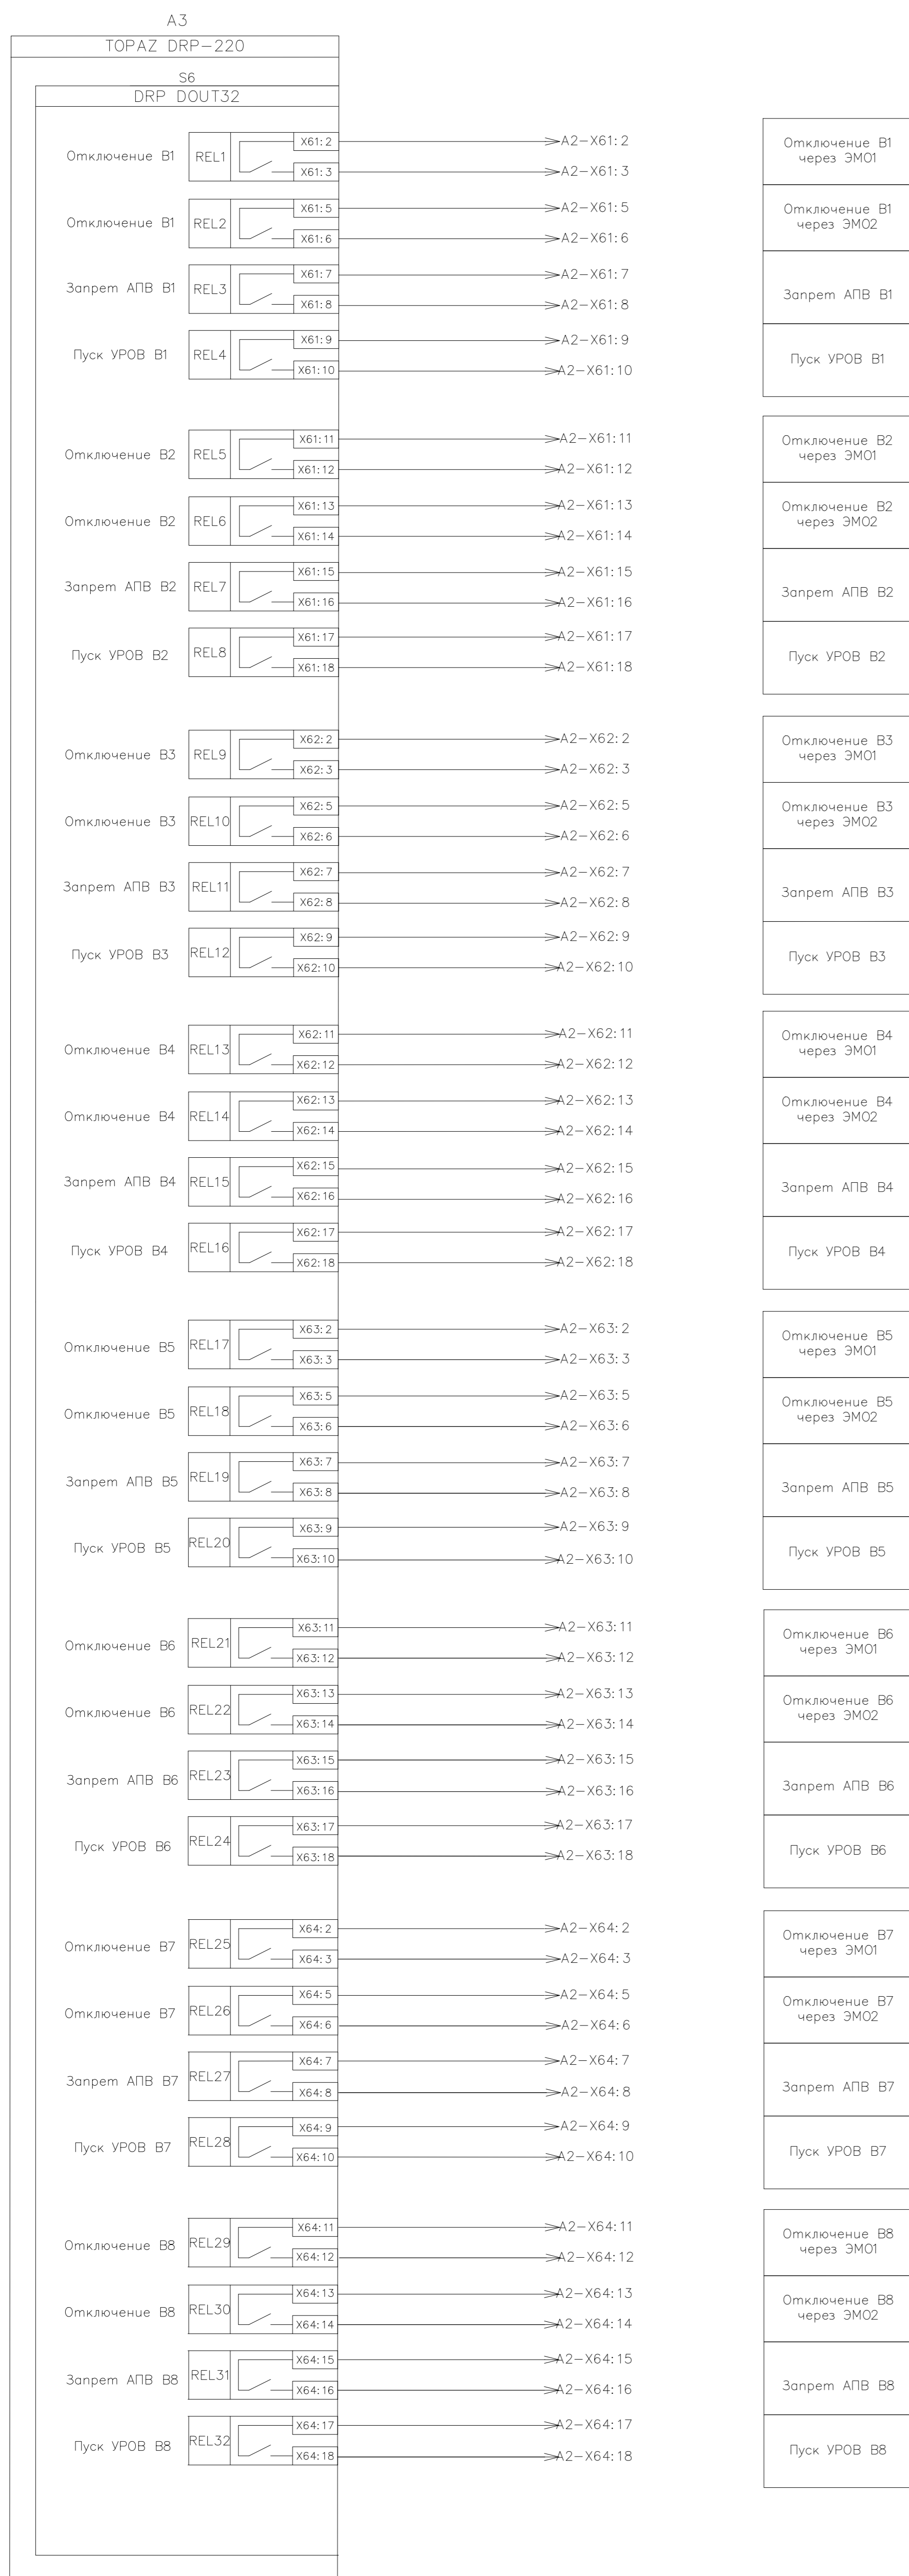 A3
TOPAZ DRP-220
S6
DRP DOUT32
Отключение В1 REL1 X61:2 A2-X61:2 Отключение В1
X61:3 A2-X61:3 через ЭМО1
Отключение В1 REL2 X61:5 A2-X61:5 Отключение В1
X61:6 A2-X61:6 через ЭМО2
Запрет АПВ В1 REL3 X61:7 A2-X61:7 Запрет АПВ В1
X61:8 A2-X61:8
Пуск УРОВ В1 REL4 X61:9 A2-X61:9 Пуск УРОВ В1
X61:10 A2-X61:10
Отключение В2 REL5 X61:11 A2-X61:11 Отключение В2
X61:12 A2-X61:12 через ЭМО1
Отключение В2 REL6 X61:13 A2-X61:13 Отключение В2
X61:14 A2-X61:14 через ЭМО2
Запрет АПВ В2 REL7 X61:15 A2-X61:15 Запрет АПВ В2
X61:16 A2-X61:16
Пуск УРОВ В2 REL8 X61:17 A2-X61:17 Пуск УРОВ В2
X61:18 A2-X61:18
Отключение В3 REL9 X62:2 A2-X62:2 Отключение В3
X62:3 A2-X62:3 через ЭМО1
Отключение В3 REL10 X62:5 A2-X62:5 Отключение В3
X62:6 A2-X62:6 через ЭМО2
Запрет АПВ В3 REL11 X62:7 A2-X62:7 Запрет АПВ В3
X62:8 A2-X62:8
Пуск УРОВ В3 REL12 X62:9 A2-X62:9 Пуск УРОВ В3
X62:10 A2-X62:10
Отключение В4 REL13 X62:11 A2-X62:11 Отключение В4
X62:12 A2-X62:12 через ЭМО1
Отключение В4 REL14 X62:13 A2-X62:13 Отключение В4
X62:14 A2-X62:14 через ЭМО2
Запрет АПВ В4 REL15 X62:15 A2-X62:15 Запрет АПВ В4
X62:16 A2-X62:16
Пуск УРОВ В4 REL16 X62:17 A2-X62:17 Пуск УРОВ В4
X62:18 A2-X62:18
Отключение В5 REL17 X63:2 A2-X63:2 Отключение В5
X63:3 A2-X63:3 через ЭМО1
Отключение В5 REL18 X63:5 A2-X63:5 Отключение В5
X63:6 A2-X63:6 через ЭМО2
Запрет АПВ В5 REL19 X63:7 A2-X63:7 Запрет АПВ В5
X63:8 A2-X63:8
Пуск УРОВ В5 REL20 X63:9 A2-X63:9 Пуск УРОВ В5
X63:10 A2-X63:10
Отключение В6 REL21 X63:11 A2-X63:11 Отключение В6
X63:12 A2-X63:12 через ЭМО1
Отключение В6 REL22 X63:13 A2-X63:13 Отключение В6
X63:14 A2-X63:14 через ЭМО2
Запрет АПВ В6 REL23 X63:15 A2-X63:15 Запрет АПВ В6
X63:16 A2-X63:16
Пуск УРОВ В6 REL24 X63:17 A2-X63:17 Пуск УРОВ В6
X63:18 A2-X63:18
Отключение В7 REL25 X64:2 A2-X64:2 Отключение В7
X64:3 A2-X64:3 через ЭМО1
Отключение В7 REL26 X64:5 A2-X64:5 Отключение В7
X64:6 A2-X64:6 через ЭМО2
Запрет АПВ В7 REL27 X64:7 A2-X64:7 Запрет АПВ В7
X64:8 A2-X64:8
Пуск УРОВ В7 REL28 X64:9 A2-X64:9 Пуск УРОВ В7
X64:10 A2-X64:10
Отключение В8 REL29 X64:11 A2-X64:11 Отключение В8
X64:12 A2-X64:12 через ЭМО1
Отключение В8 REL30 X64:13 A2-X64:13 Отключение В8
X64:14 A2-X64:14 через ЭМО2
Запрет АПВ В8 REL31 X64:15 A2-X64:15 Запрет АПВ В8
X64:16 A2-X64:16
Пуск УРОВ В8 REL32 X64:17 A2-X64:17 Пуск УРОВ В8
X64:18 A2-X64:18